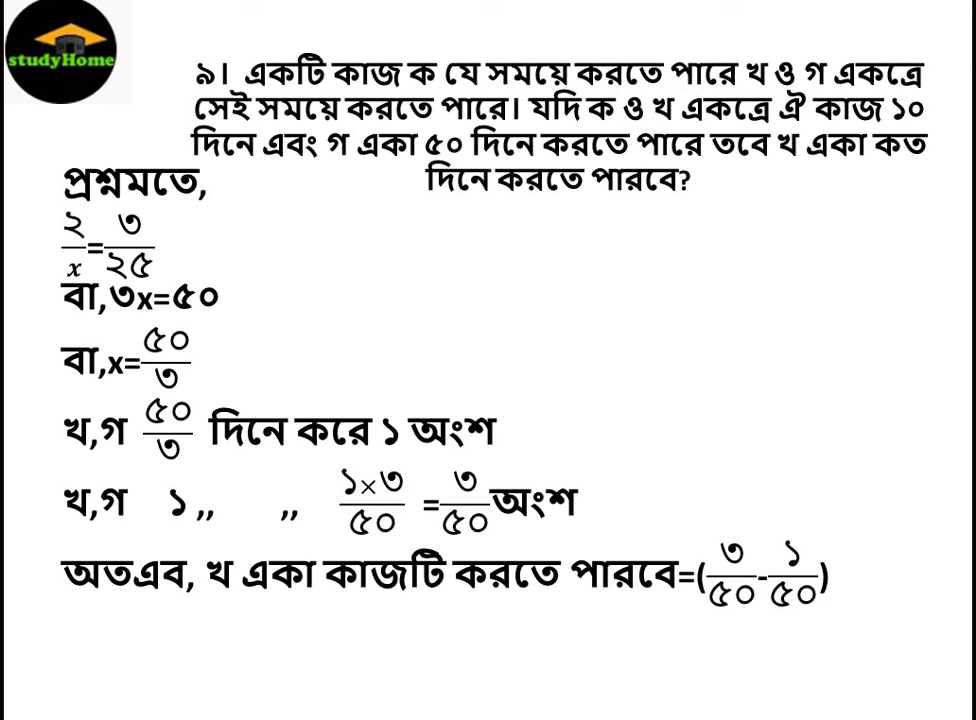 studyHome
৯। একটি কাজ ক যে সময়ে করতে পারে খ ও গ একত্রে
সেই সময়ে করতে পারে। যদি ক ও খ একত্রে ঐ কাজ ১০
দিনে এবং গ একা ৫০ দিনে করতে পারে তবে খ একা কত
দিনে করতে পারবে?
প্রশ্নমতে,
২/x=৩/২৫
বা,৩x=৫০
বা,x=৫০/৩
খ,গ ৫০/৩ দিনে করে ১ অংশ
খ,গ ১ ,, ,, ১×৩/৫০ =৩/৫০অংশ
অতএব, খ একা কাজটি করতে পারবে=(৩/৫০-১/৫০)